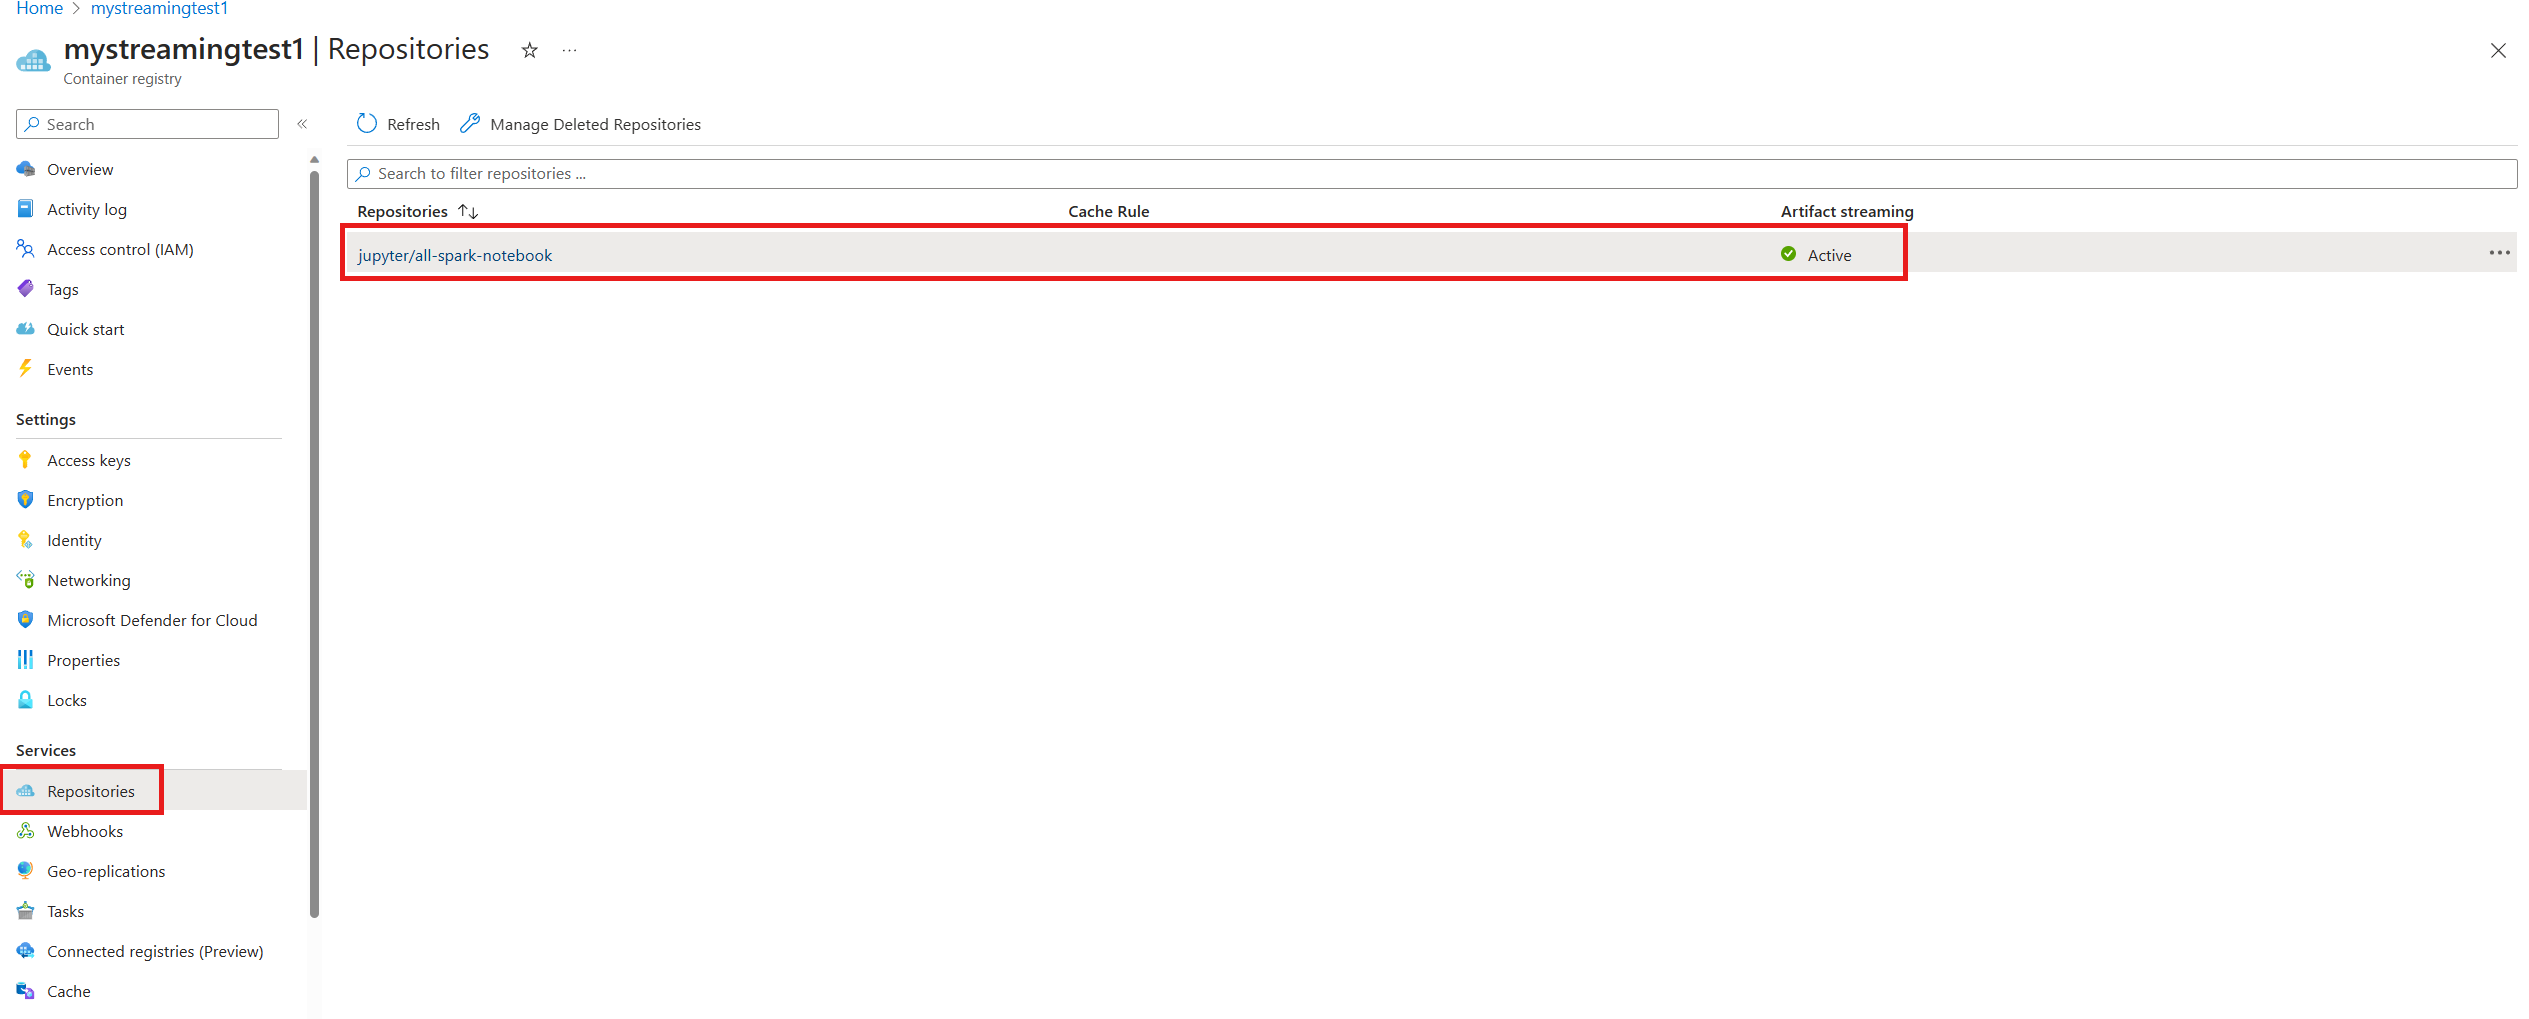 Home > mystreamingtest1
mystreamingtest1 | Repositories ☆ ···
Container registry
Search «
Overview
Activity log
Access control (IAM)
Tags
Quick start
Events
Settings
Access keys
Encryption
Identity
Networking
Microsoft Defender for Cloud
Properties
Locks
Services
Repositories
Webhooks
Geo-replications
Tasks
Connected registries (Preview)
Cache
Refresh Manage Deleted Repositories
Search to filter repositories ...
Repositories ↑↓ Cache Rule Artifact streaming
jupyter/all-spark-notebook Active ···